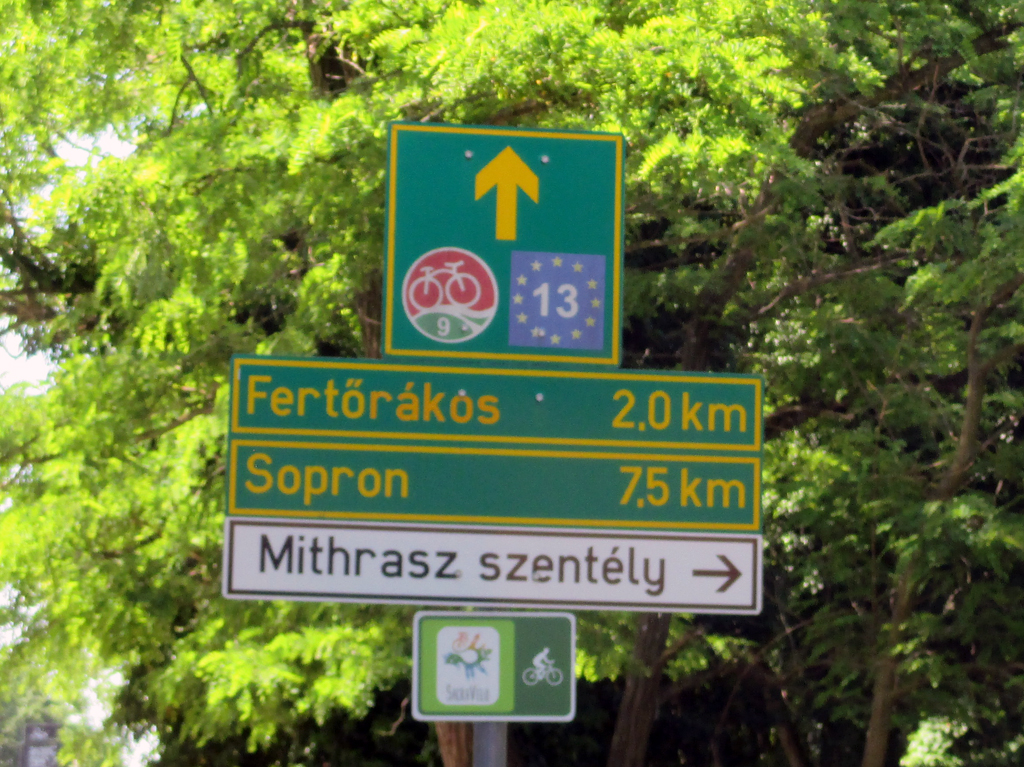 9 13
Fertőrákos 2,0 km
Sopron 7,5 km
Mithrasz szentély